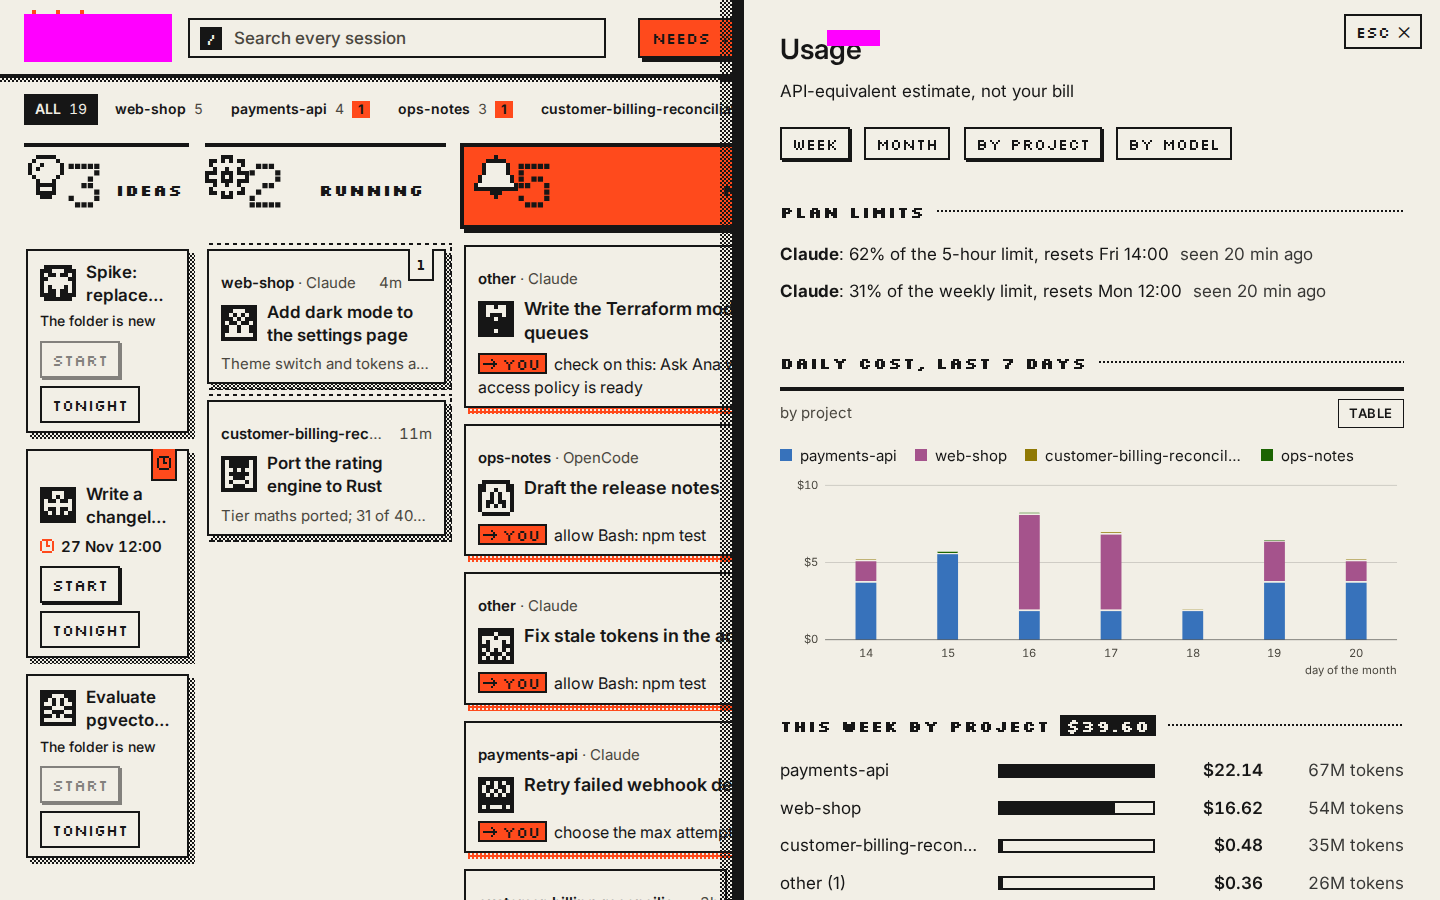 Search every session
NEEDS
ALL 19
web-shop 5
payments-api 4 1
ops-notes 3 1
3 IDEAS
2 RUNNING
5
Spike:
replace...
The folder is new
START
TONIGHT
Write a
changel...
27 Nov 12:00
START
TONIGHT
Evaluate
pgvecto...
The folder is new
START
TONIGHT
1
web-shop · Claude 4m
Add dark mode to
the settings page
Theme switch and tokens a...
customer-billing-rec... 11m
Port the rating
engine to Rust
Tier maths ported; 31 of 40...
other · Claude
Write the Terraform
queues
→ YOU check on this: Ask Ana
access policy is ready
ops-notes · OpenCode
Draft the release notes
→ YOU allow Bash: npm test
other · Claude
Fix stale tokens in the
→ YOU allow Bash: npm test
payments-api · Claude
Retry failed webhook
→ YOU choose the max
ESC ×
Usage
API-equivalent estimate, not your bill
WEEK
MONTH
BY PROJECT
BY MODEL
PLAN LIMITS
Claude: 62% of the 5-hour limit, resets Fri 14:00 seen 20 min ago
Claude: 31% of the weekly limit, resets Mon 12:00 seen 20 min ago
DAILY COST, LAST 7 DAYS
by project
TABLE
payments-api
web-shop
customer-billing-reconcil...
ops-notes
$10
$5
$0
14 15 16 17 18 19 20
day of the month
THIS WEEK BY PROJECT $39.60
payments-api $22.14 67M tokens
web-shop $16.62 54M tokens
customer-billing-recon... $0.48 35M tokens
other (1) $0.36 26M tokens